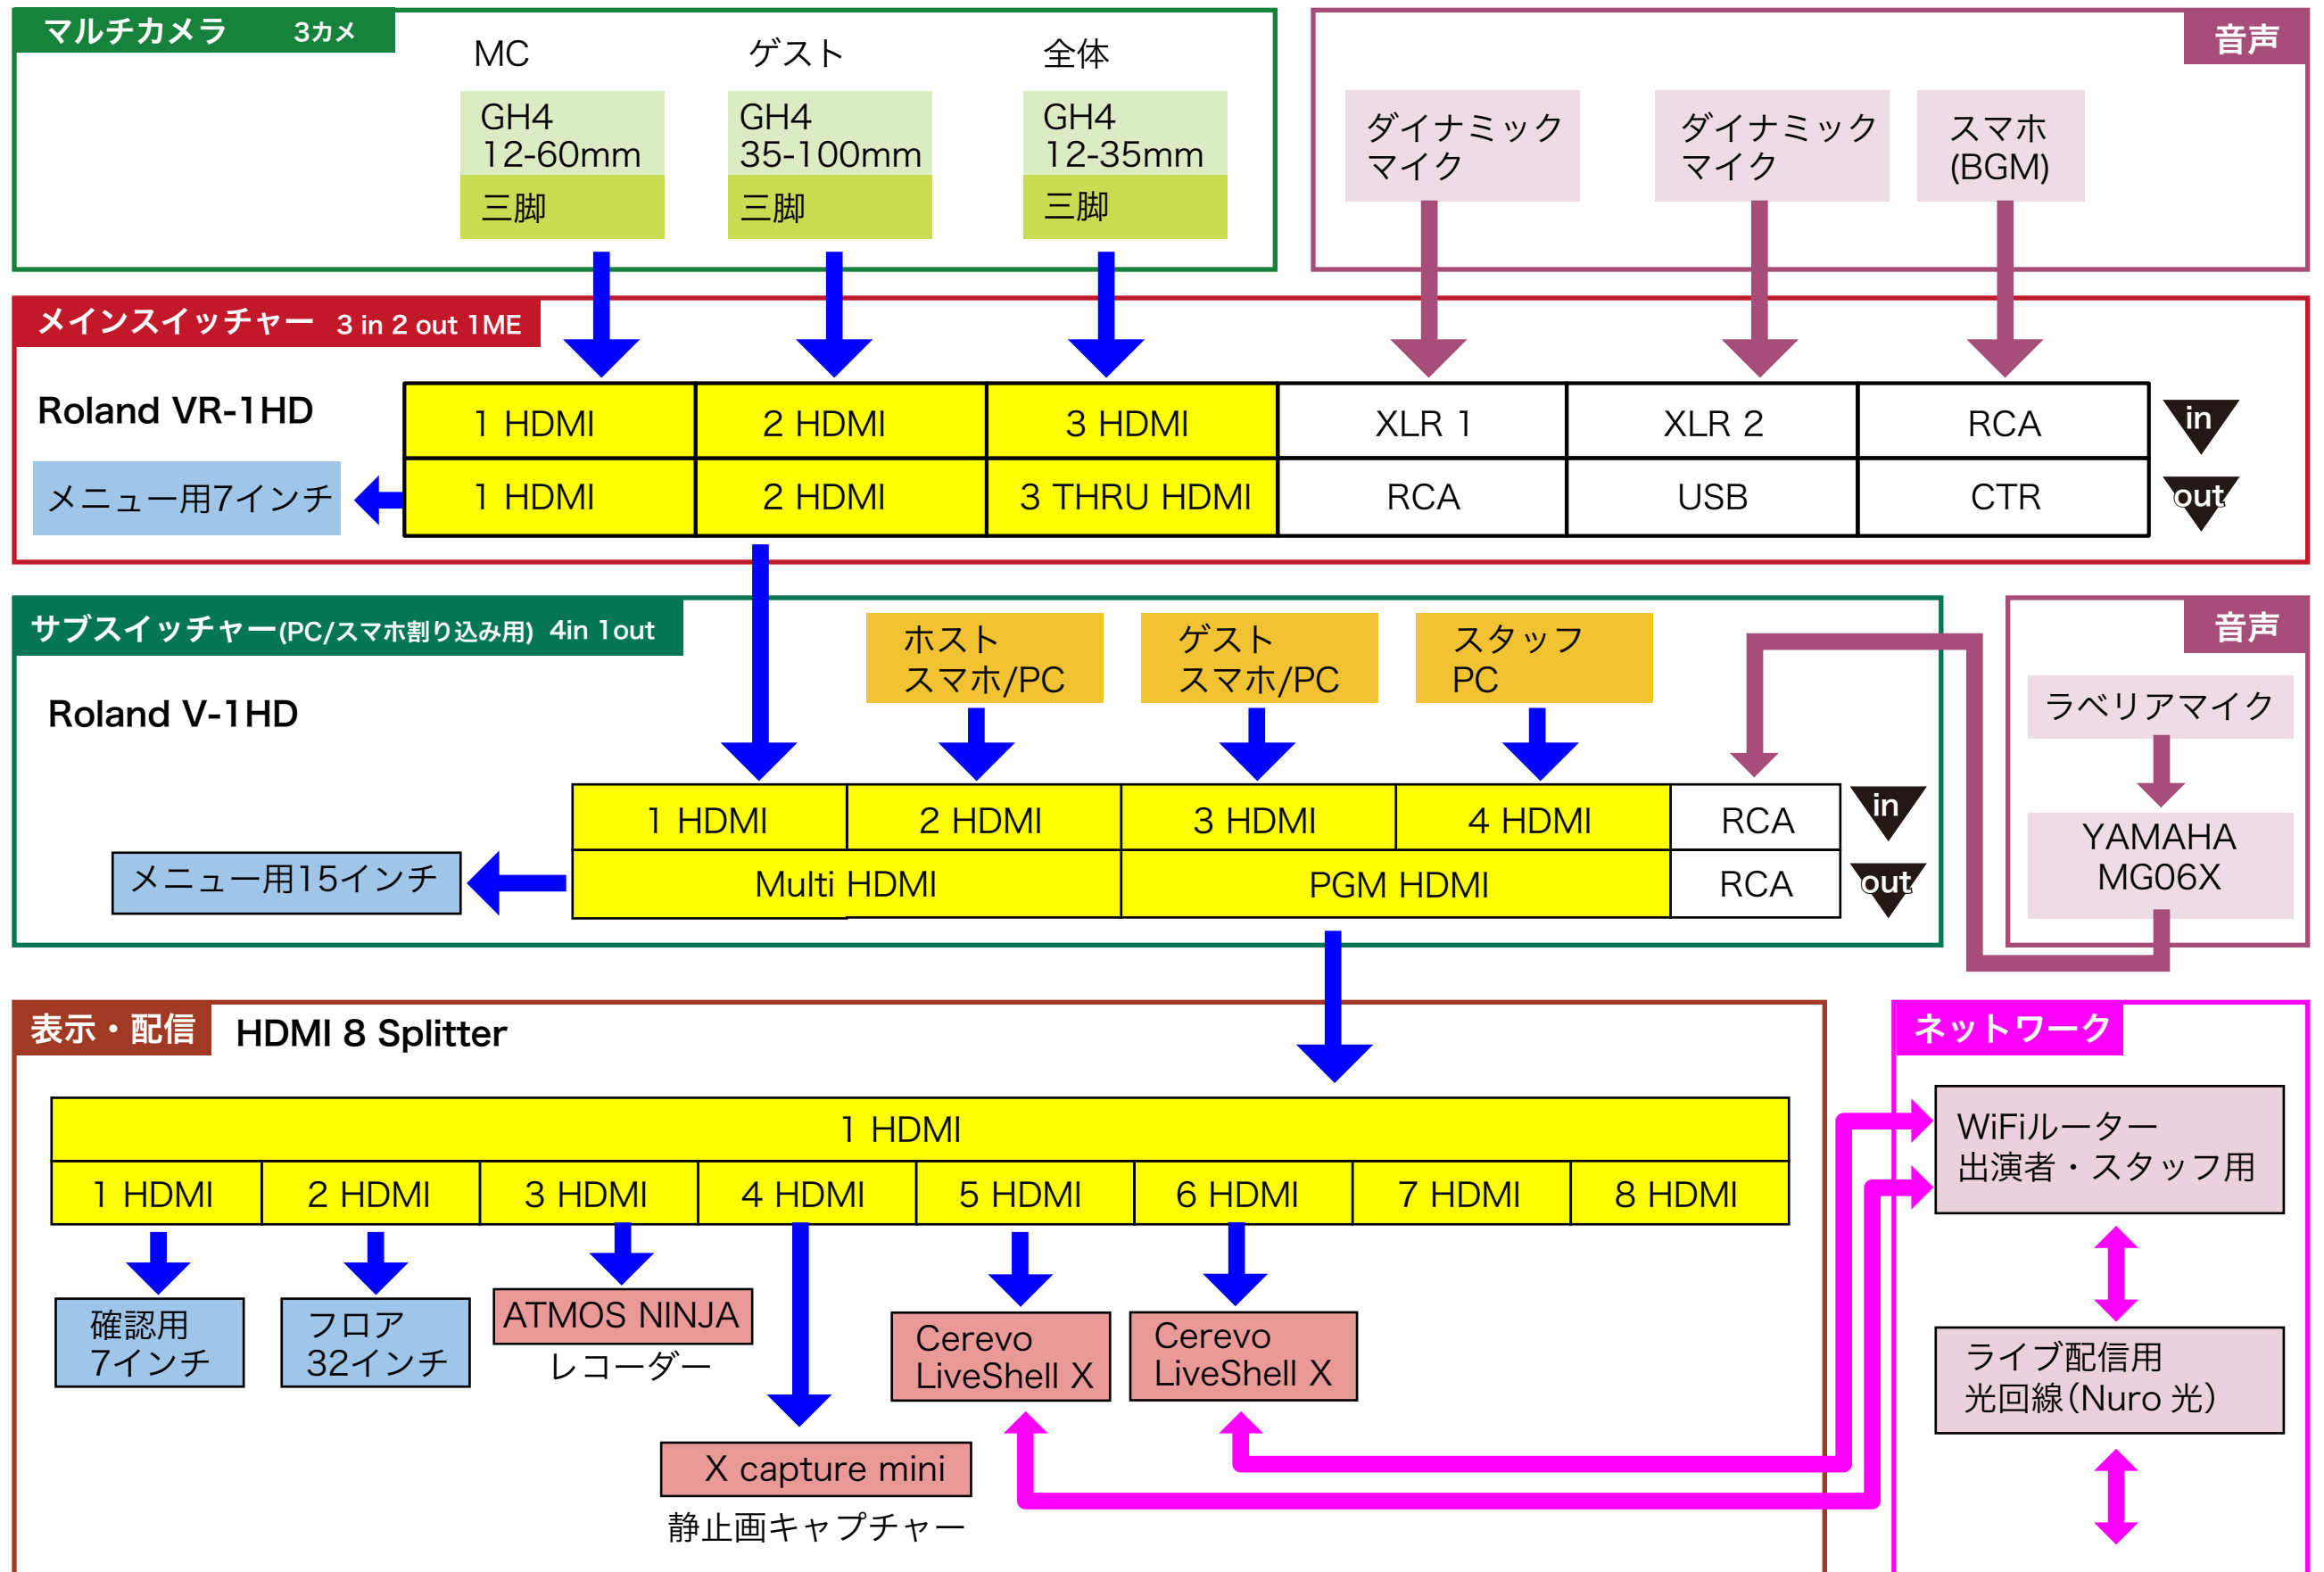 マルチカメラ 3カメ
MC
ゲスト
全体
GH4
12-60mm
三脚
GH4
35-100mm
三脚
GH4
12-35mm
三脚
音声
ダイナミック
マイク
ダイナミック
マイク
スマホ
(BGM)
メインスイッチャー 3 in 2 out 1ME
Roland VR-1HD
メニュー用7インチ
1 HDMI
2 HDMI
3 HDMI
XLR 1
XLR 2
RCA
in
1 HDMI
2 HDMI
3 THRU HDMI
RCA
USB
CTR
out
サブスイッチャー(PC/スマホ割り込み用) 4in 1out
Roland V-1HD
ホスト
スマホ/PC
ゲスト
スマホ/PC
スタッフ
PC
1 HDMI
2 HDMI
3 HDMI
4 HDMI
RCA
in
メニュー用15インチ
Multi HDMI
PGM HDMI
RCA
out
音声
ラベリアマイク
YAMAHA
MG06X
表示・配信
HDMI 8 Splitter
1 HDMI
1 HDMI
2 HDMI
3 HDMI
4 HDMI
5 HDMI
6 HDMI
7 HDMI
8 HDMI
確認用
7インチ
フロア
32インチ
ATMOS NINJA
レコーダー
X capture mini
静止画キャプチャー
Cerevo
LiveShell X
Cerevo
LiveShell X
ネットワーク
WiFiルーター
出演者・スタッフ用
ライブ配信用
光回線(Nuro 光)